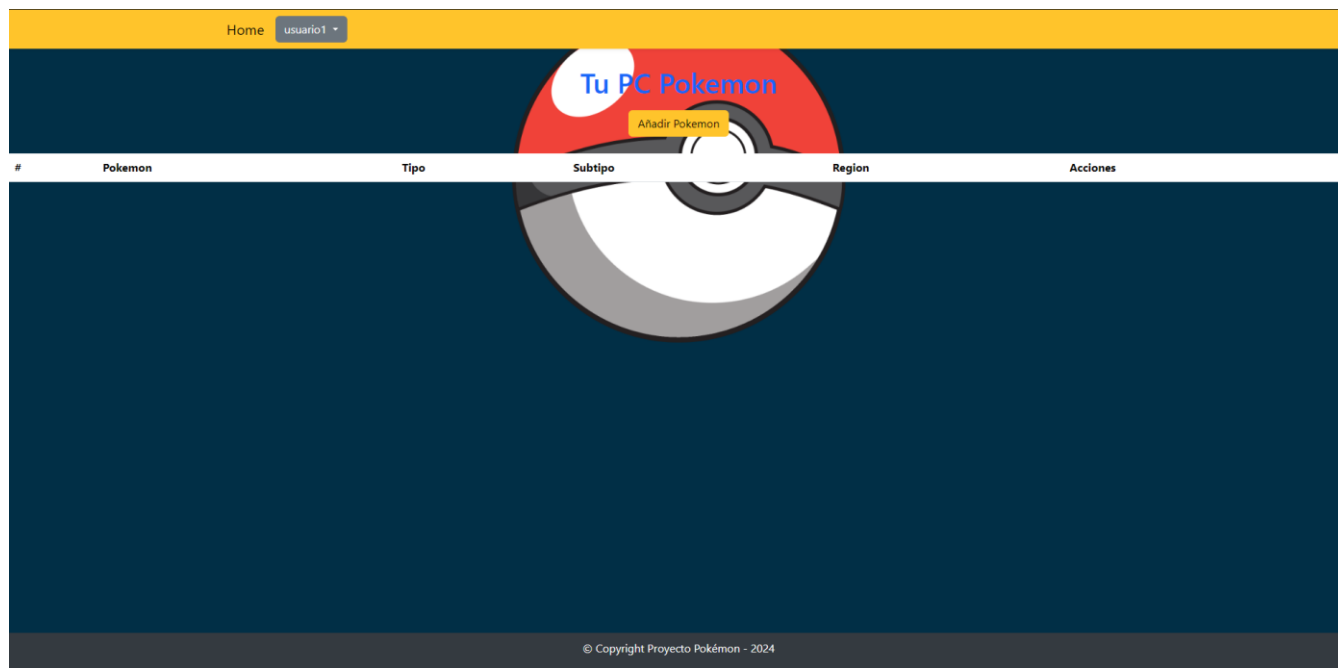 Home usuario1
Tu PC Pokemon
Añadir Pokemon
# Pokemon Tipo Subtipo Region Acciones
© Copyright Proyecto Pokémon - 2024